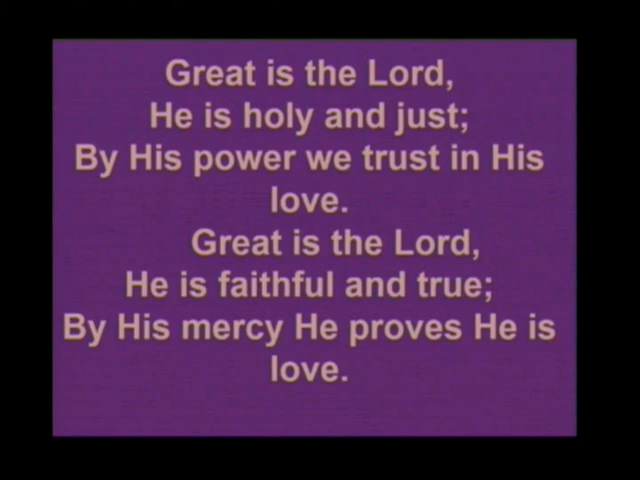 Great is the Lord,
He is holy and just;
By His power we trust in His
love.
Great is the Lord,
He is faithful and true;
By His mercy He proves He is
love.